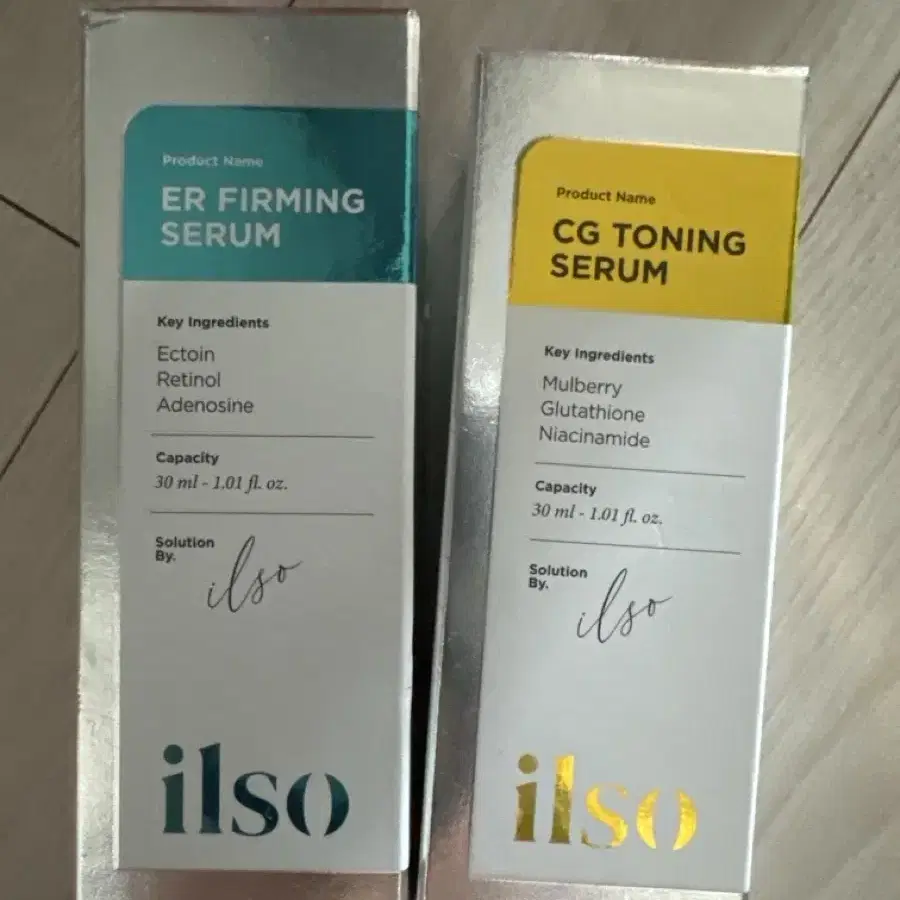 Product Name
ER FIRMING
SERUM
Key Ingredients
Ectoin
Retinol
Adenosine
Capacity
30 ml - 1.01 fl. oz.
Solution
By.
ilso
ilso
Product Name
CG TONING
SERUM
Key Ingredients
Mulberry
Glutathione
Niacinamide
Capacity
30 ml - 1.01 fl. oz.
Solution
By.
ilso
ilso